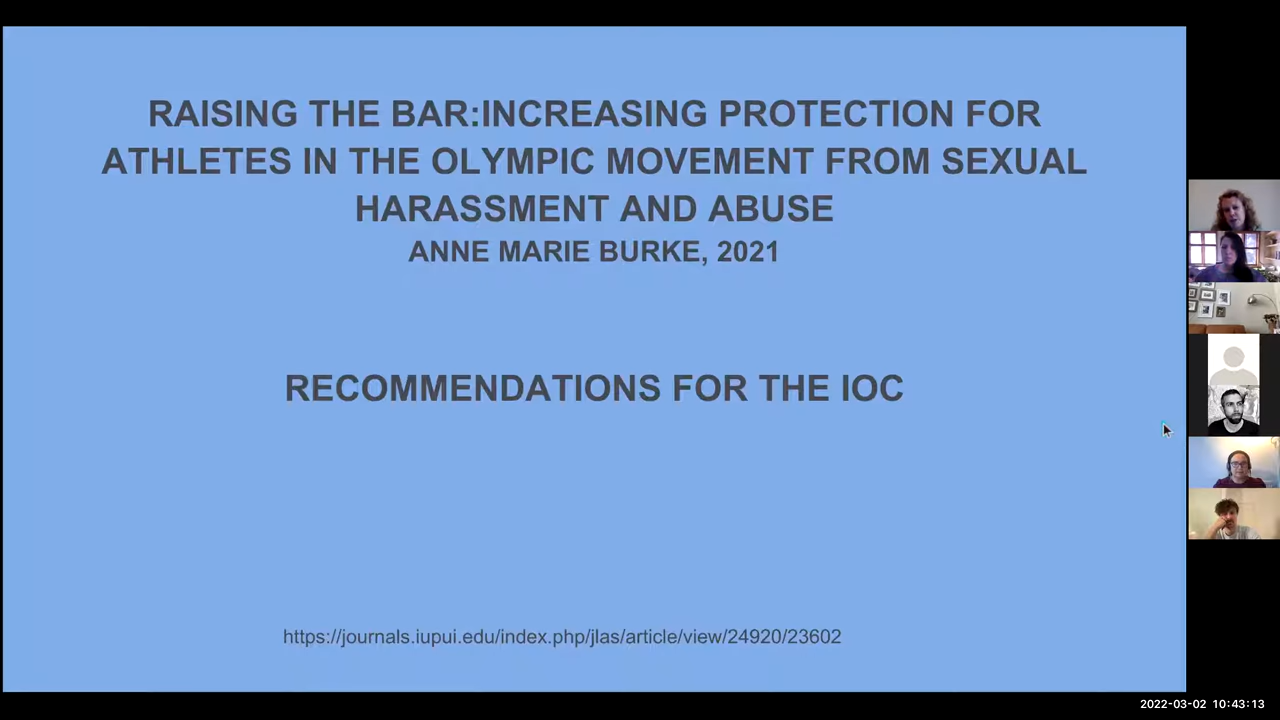 RAISING THE BAR:INCREASING PROTECTION FOR
ATHLETES IN THE OLYMPIC MOVEMENT FROM SEXUAL
HARASSMENT AND ABUSE
ANNE MARIE BURKE, 2021
RECOMMENDATIONS FOR THE IOC
https://journals.iupui.edu/index.php/jlas/article/view/24920/23602
2022-03-02 10:43:13